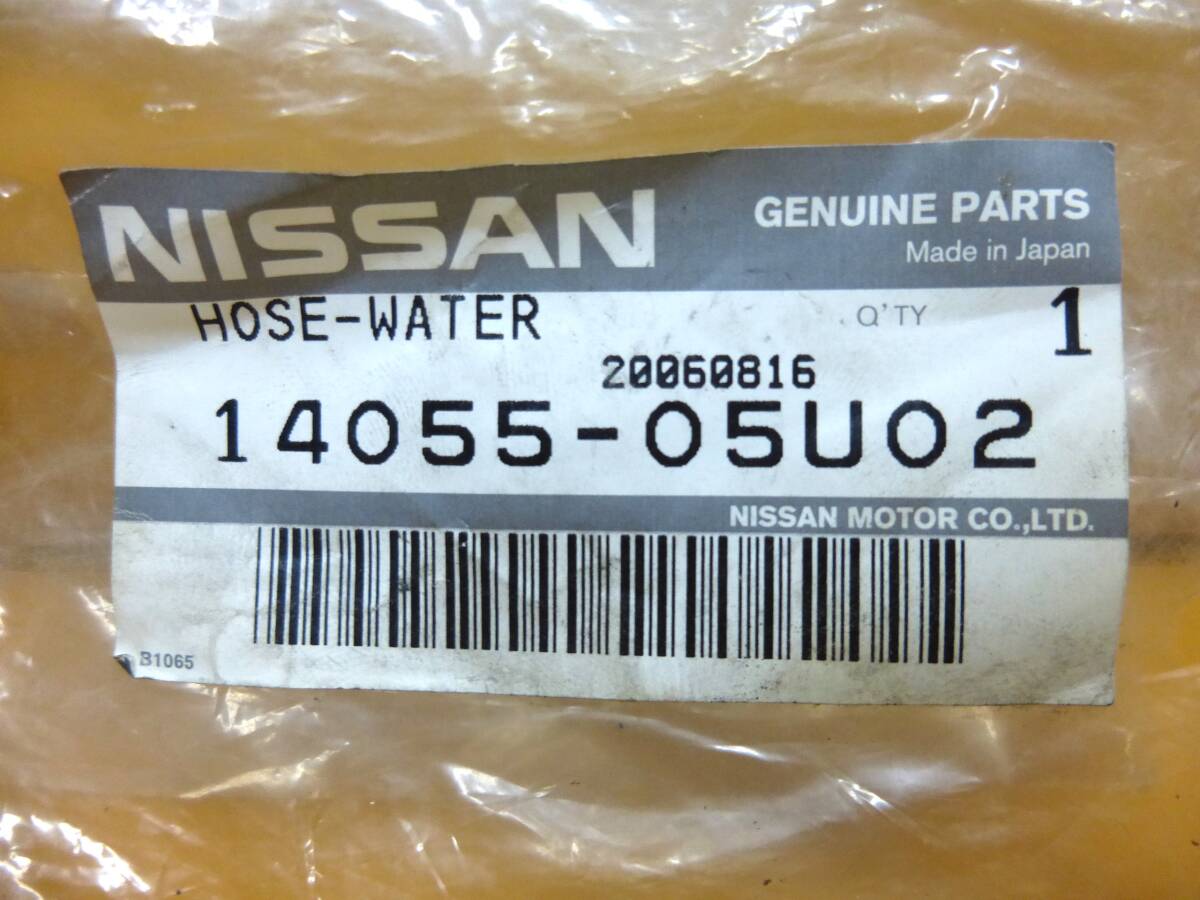 NISSAN
GENUINE PARTS
Made in Japan
HOSE-WATER
Q'TY 1
20060816
14055-05U02
NISSAN MOTOR CO.,LTD.
B1065